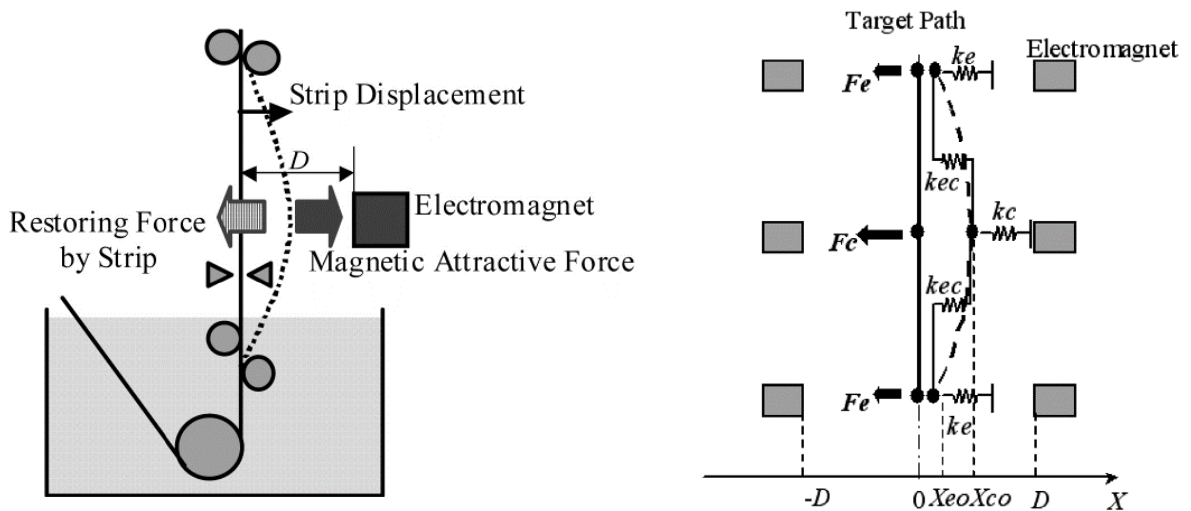 Strip Displacement
D
Electromagnet
Restoring Force
by Strip
Magnetic Attractive Force
Target Path
Electromagnet
ke
Fe
kec
kc
Fc
kec
Fe
ke
-D
0
Xeo
Xco
D
X